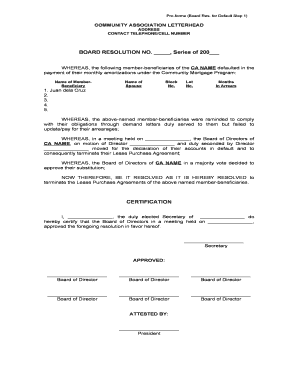 Pro-forma (Board Res. for Default Step 1)
COMMUNITY ASSOCIATION LETTERHEAD
ADDRESS
CONTACT TELEPHONE/CELL NUMBER
BOARD RESOLUTION NO. _____, Series of 200___
WHEREAS, the following member-beneficiaries of the CA NAME defaulted in the
payment of their monthly amortizations under the Community Mortgage Program:
Name of Member-Beneficiary Name of Spouse Block No. Lot No. Months In Arrears
1. Juan dela Cruz
2.
3.
4.
5.
WHEREAS, the above-named member-beneficiaries were reminded to comply
with their obligations through demand letters duly served to them but failed to
update/pay for their arrearages.
WHEREAS, in a meeting held on ______________, the Board of Directors of
CA NAME, on motion of Director ____________ and duly seconded by Director
______________, moved for the declaration of their accounts in default and to
consequently terminate their Lease Purchase Agreement;
WHEREAS, the Board of Directors of CA NAME in a majority vote decided to
approve their substitution;
NOW THEREFORE, BE IT RESOLVED AS IT IS HEREBY RESOLVED to
terminate the Lease Purchase Agreements of the above named member-beneficiaries.
CERTIFICATION
I, ______________, the duly elected Secretary of ______________, do
hereby certify that the Board of Directors in a meeting held on ______________,
approved the foregoing resolution in favor hereof
Secretary
APPROVED:
Board of Director Board of Director Board of Director
Board of Director Board of Director Board of Director
ATTESTED BY:
President